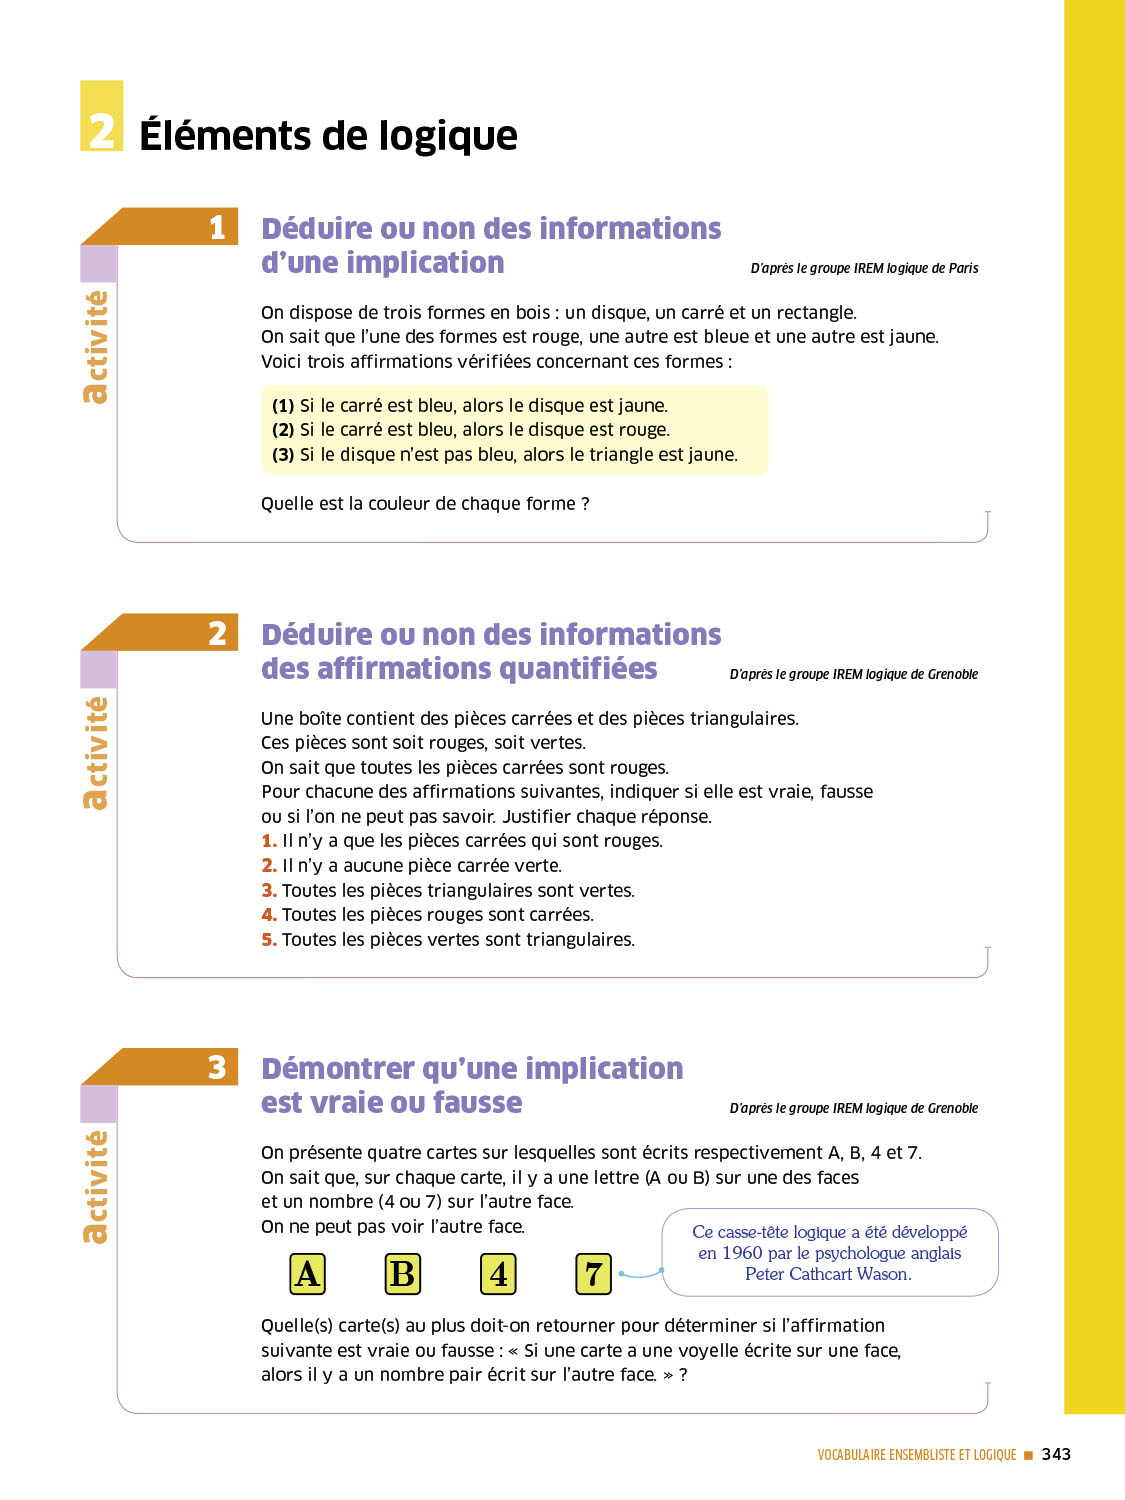 2 Éléments de logique
activité
1
Déduire ou non des informations
d'une implication
D'après le groupe IREM logique de Paris
On dispose de trois formes en bois : un disque, un carré et un rectangle.
On sait que l'une des formes est rouge, une autre est bleue et une autre est jaune.
Voici trois affirmations vérifiées concernant ces formes :
(1) Si le carré est bleu, alors le disque est jaune.
(2) Si le carré est bleu, alors le disque est rouge.
(3) Si le disque n'est pas bleu, alors le triangle est jaune.
Quelle est la couleur de chaque forme ?
activité
2
Déduire ou non des informations
des affirmations quantifiées
D'après le groupe IREM logique de Grenoble
Une boîte contient des pièces carrées et des pièces triangulaires.
Ces pièces sont soit rouges, soit vertes.
On sait que toutes les pièces carrées sont rouges.
Pour chacune des affirmations suivantes, indiquer si elle est vraie, fausse
ou si l'on ne peut pas savoir. Justifier chaque réponse.
1. Il n'y a que les pièces carrées qui sont rouges.
2. Il n'y a aucune pièce carrée verte.
3. Toutes les pièces triangulaires sont vertes.
4. Toutes les pièces rouges sont carrées.
5. Toutes les pièces vertes sont triangulaires.
activité
3
Démontrer qu'une implication
est vraie ou fausse
D'après le groupe IREM logique de Grenoble
On présente quatre cartes sur lesquelles sont écrits respectivement A, B, 4 et 7.
On sait que, sur chaque carte, il y a une lettre (A ou B) sur une des faces
et un nombre (4 ou 7) sur l'autre face.
On ne peut pas voir l'autre face.
A B 4 7
Ce casse-tête logique a été développé
en 1960 par le psychologue anglais
Peter Cathcart Wason.
Quelle(s) carte(s) au plus doit-on retourner pour déterminer si l'affirmation
suivante est vraie ou fausse : « Si une carte a une voyelle écrite sur une face,
alors il y a un nombre pair écrit sur l'autre face. » ?
VOCABULAIRE ENSEMBLISTE ET LOGIQUE ■ 343